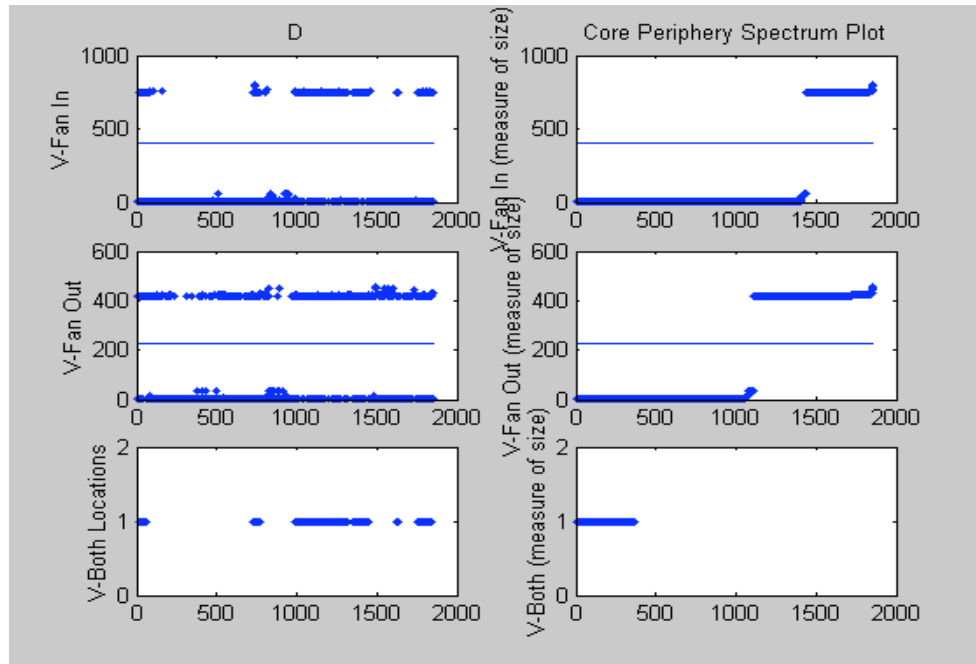 D
Core Periphery Spectrum Plot
V-Fan In
1000
500
0
0 500 1000 1500 2000
V-Fan In (measure of size)
1000
500
0
0 500 1000 1500 2000
V-Fan Out
600
400
200
0
0 500 1000 1500 2000
V-Fan Out (measure of size)
600
400
200
0
0 500 1000 1500 2000
V-Both Locations
2
1
0
0 500 1000 1500 2000
V-Both (measure of size)
2
1
0
0 500 1000 1500 2000